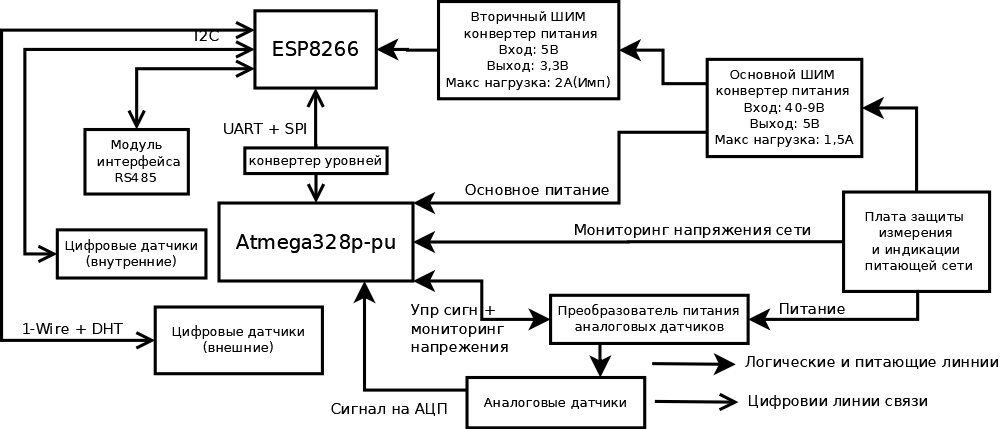 I2C
ESP8266
Вторичный ШИМ
конвертер питания
Вход: 5В
Выход: 3,3В
Макс нагрузка: 2А(Имп)
Основной ШИМ
конвертер питания
Вход: 40-9В
Выход: 5В
Макс нагрузка: 1,5А
UART + SPI
Модуль
интерфейса
RS485
конвертер уровней
Основное питание
Atmega328p-pu
Мониторинг напряжения сети
Плата защиты
измерения
и индикации
питающей сети
Цифровые датчики
(внутренние)
1-Wire + DHT
Цифровые датчики
(внешние)
Упр сигн +
мониторинг
напрежения
Преобразователь питания
аналоговых датчиков
Питание
Логические и питающие линнии
Сигнал на АЦП
Аналоговые датчики
Цифровии линии связи